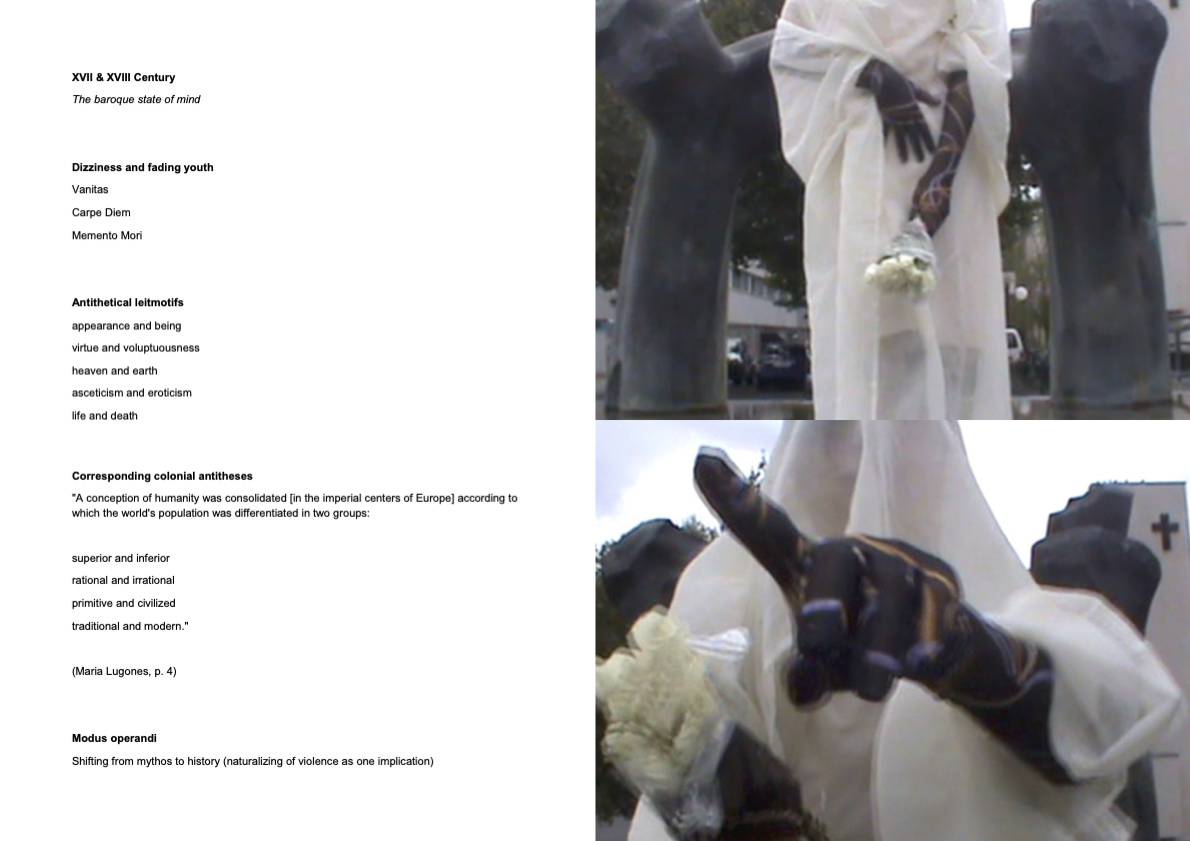 XVII & XVIII Century
The baroque state of mind
Dizziness and fading youth
Vanitas
Carpe Diem
Memento Mori
Antithetical leitmotifs
appearance and being
virtue and voluptuousness
heaven and earth
asceticism and eroticism
life and death
Corresponding colonial antitheses
"A conception of humanity was consolidated [in the imperial centers of Europe] according to
which the world's population was differentiated in two groups:
superior and inferior
rational and irrational
primitive and civilized
traditional and modern."
(Maria Lugones, p. 4)
Modus operandi
Shifting from mythos to history (naturalizing of violence as one implication)